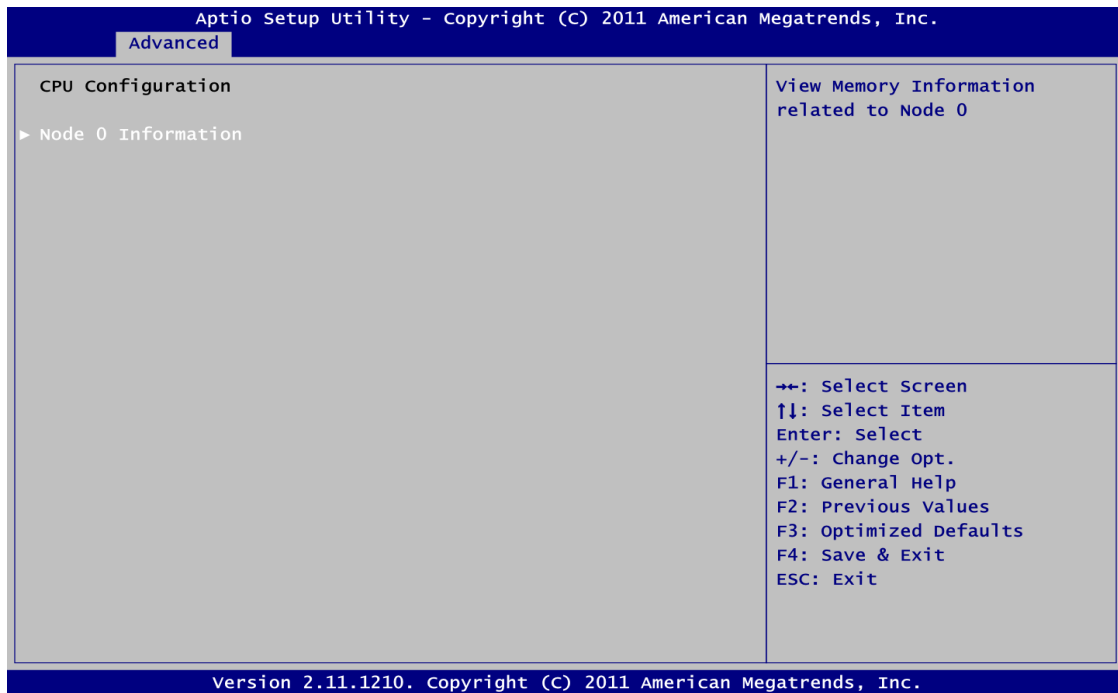 Aptio Setup Utility - Copyright (C) 2011 American Megatrends, Inc.
Advanced
CPU Configuration
► Node 0 Information
View Memory Information
related to Node 0
→←: Select Screen
↑↓: Select Item
Enter: Select
+/-: Change Opt.
F1: General Help
F2: Previous Values
F3: Optimized Defaults
F4: Save & Exit
ESC: Exit
Version 2.11.1210. Copyright (C) 2011 American Megatrends, Inc.